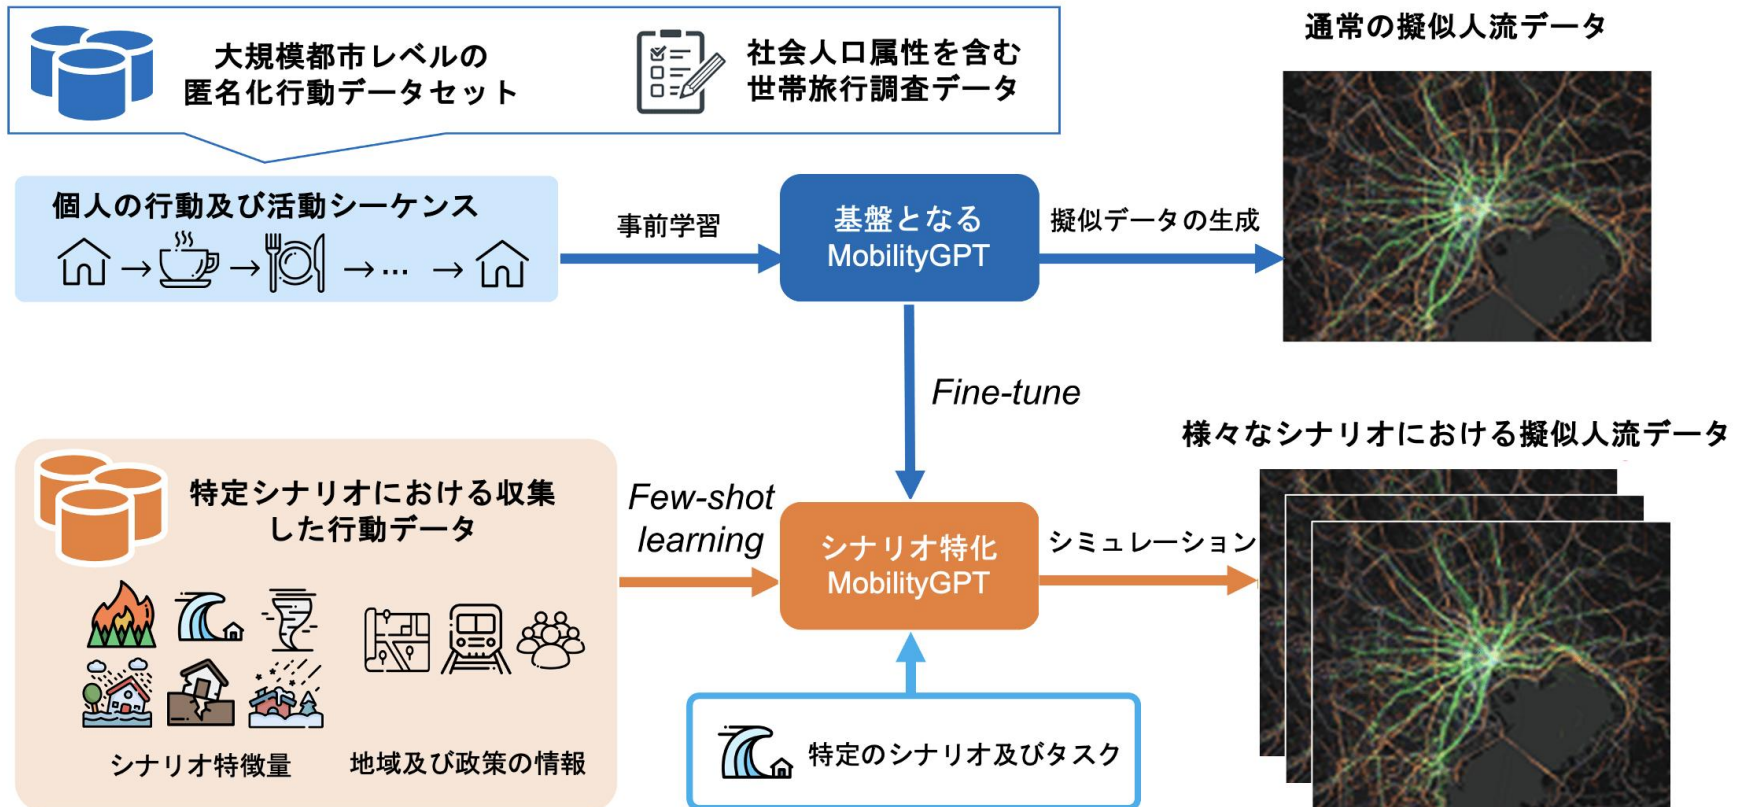 大規模都市レベルの
匿名化行動データセット
社会人口属性を含む
世帯旅行調査データ
通常の擬似人流データ
個人の行動及び活動シーケンス
...
事前学習
基盤となる
MobilityGPT
擬似データの生成
Fine-tune
様々なシナリオにおける擬似人流データ
特定シナリオにおける収集
した行動データ
Few-shot
learning
シナリオ特化
MobilityGPT
シミュレーション
シナリオ特徴量
地域及び政策の情報
特定のシナリオ及びタスク